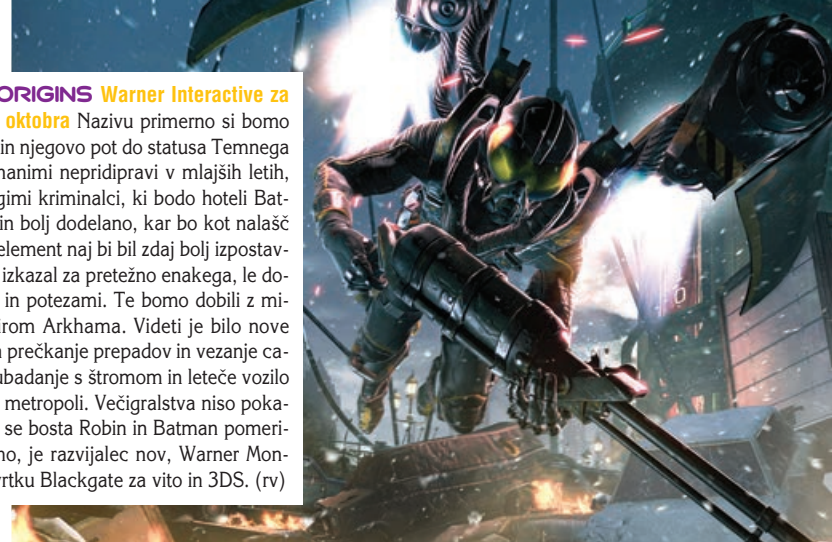 ORIGINS Warner Interactive za
oktobra Nazivu primerno si bomo
in njegovo pot do statusa Temnega
nanimi nepridipravi v mlajših letih,
gimi kriminalci, ki bodo hoteli Bat-
in bolj dodelano, kar bo kot nalašč
element naj bi bil zdaj bolj izpostav-
izkazal za pretežno enakega, le do-
in potezami. Te bomo dobili z mi-
irom Arkhama. Videti je bilo nove
prečkanje prepadov in vezanje ca-
ubadanje s štromom in leteče vozilo
metropoli. Večigralstva niso poka-
se bosta Robin in Batman pomeri-
no, je razvijalec nov, Warner Mon-
rtku Blackgate za vito in 3DS. (rv)